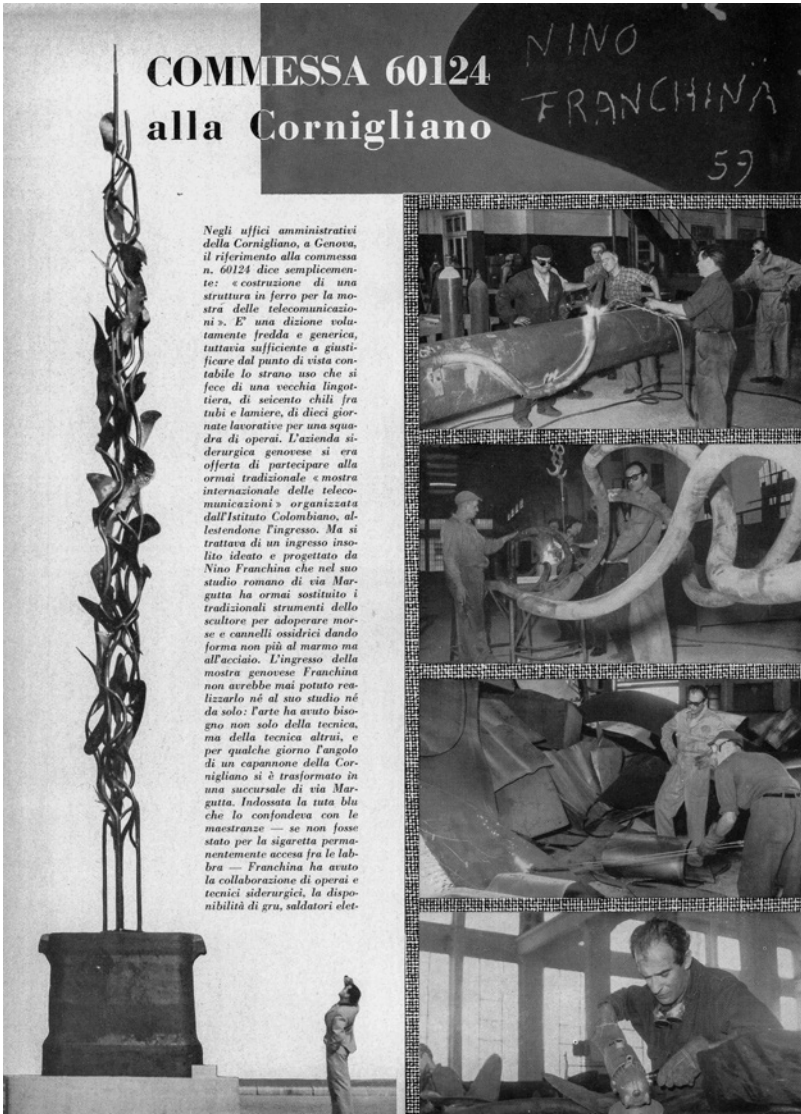 COMMESSA 60124
alla Cornigliano
NINO
FRANCHINA
59
Negli uffici amministrativi
della Cornigliano, a Genova,
il riferimento alla commessa
n. 60124 dice semplicemen-
te: « costruzione di una
struttura in ferro per la mo-
stra delle telecomunicazio-
ni ». E' una dizione volu-
tamente fredda e generica,
tuttavia sufficiente a giusti-
ficare dal punto di vista con-
tabile lo strano uso che si
fece di una vecchia lingot-
tiera, di seicento chili fra
tubi e lamiere, di dieci gior-
nate lavorative per una squa-
dra di operai. L'azienda si-
derurgica genovese si era
offerta di partecipare alla
ormai tradizionale « mostra
internazionale delle teleco-
municazioni » organizzata
dall'Istituto Colombiano, al-
lestendone l'ingresso. Ma si
trattava di un ingresso inso-
lito ideato e progettato da
Nino Franchina che nel suo
studio romano di via Mar-
gutta ha ormai sostituito i
tradizionali strumenti dello
scultore per adoperare mor-
se e cannelli ossidrici dando
forma non più al marmo ma
all'acciaio. L'ingresso della
mostra genovese Franchina
non avrebbe mai potuto rea-
lizzarlo né al suo studio né
da solo: l'arte ha avuto biso-
gno non solo della tecnica,
ma della tecnica altrui, e
per qualche giorno l'angolo
di un capannone della Cor-
nigliano si è trasformato in
una succursale di via Mar-
gutta. Indossata la tuta blu
che lo confondeva con le
maestranze — se non fosse
stato per la sigaretta perma-
nentemente accesa fra le lab-
bra — Franchina ha avuto
la collaborazione di operai e
tecnici siderurgici, la dispo-
nibilità di gru, saldatori elet-